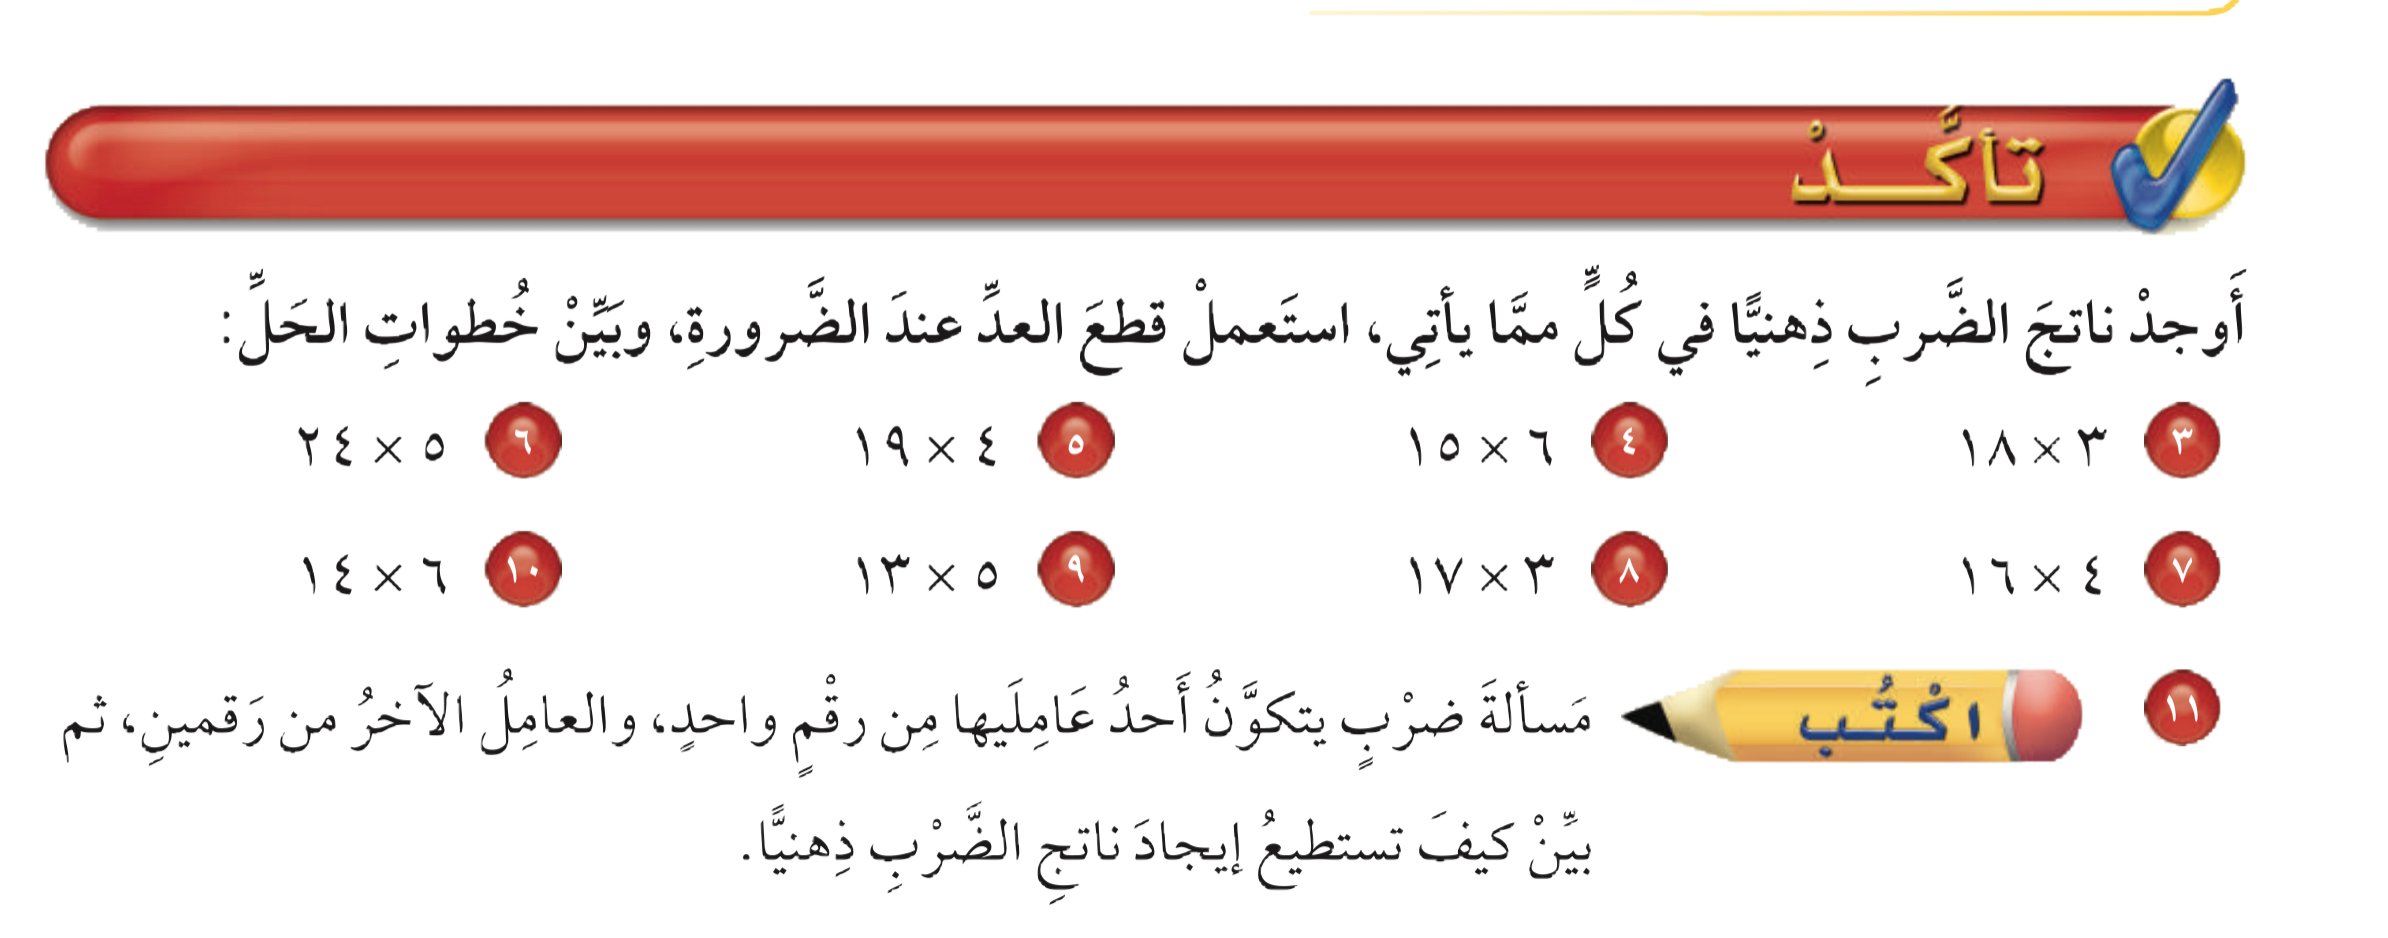 تأكَّـــدْ
أَوجدْ ناتجَ الضَّربِ ذِهنيًّا في كُلٍّ ممَّا يأتِي، استَعملْ قطعَ العدِّ عندَ الضَّرورةِ، وبَيِّنْ خُطواتِ الحَلِّ:
٣ ٣ × ١٨ ٤ ٦ × ١٥ ٥ ٤ × ١٩ ٦ ٥ × ٢٤
٧ ٤ × ١٦ ٨ ٣ × ١٧ ٩ ٥ × ١٣ ١٠ ٦ × ١٤
١١ اكْتُـب مَسألةَ ضرْبٍ يتكوَّنُ أَحدُ عَامِلَيها مِن رقْمٍ واحدٍ، والعامِلُ الآخرُ من رَقمينِ، ثم
بيِّنْ كيفَ تستطيعُ إيجادَ ناتجِ الضَّرْبِ ذِهنيًّا.